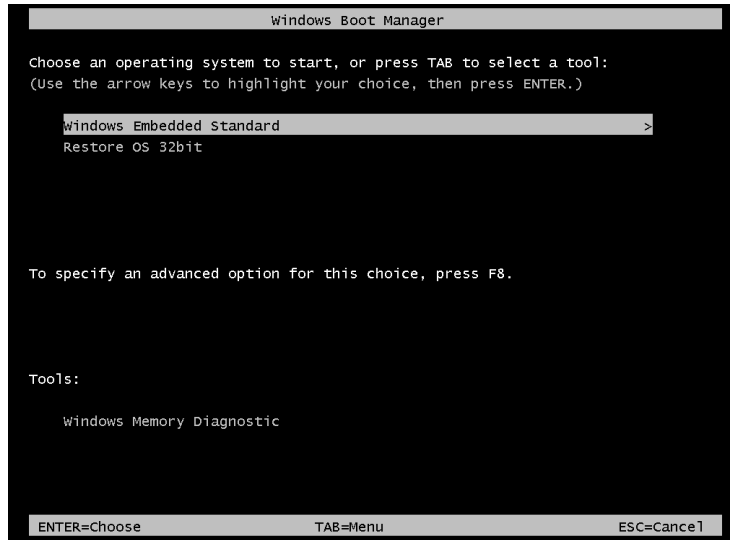 Windows Boot Manager
Choose an operating system to start, or press TAB to select a tool:
(Use the arrow keys to highlight your choice, then press ENTER.)
Windows Embedded Standard >
Restore OS 32bit
To specify an advanced option for this choice, press F8.
Tools:
Windows Memory Diagnostic
ENTER=Choose TAB=Menu ESC=Cancel